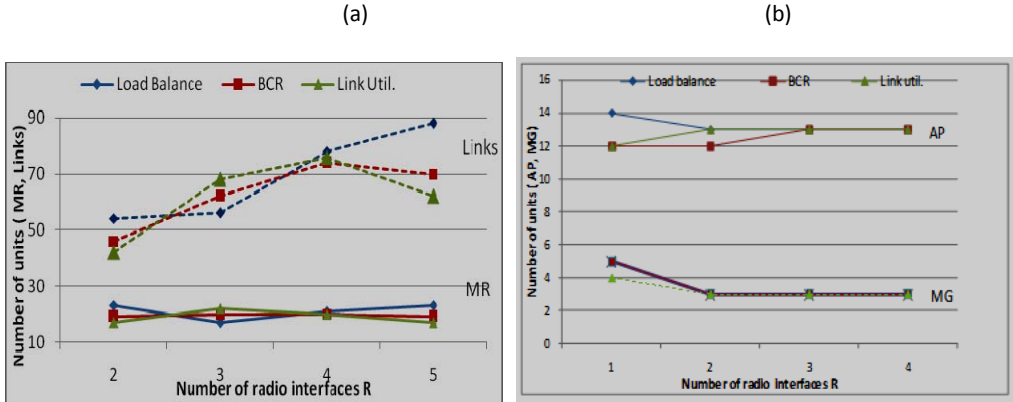 (a)
(b)
Load Balance BCR Link Util.
Number of units ( MR, Links)
90
70
50
30
10
Links
MR
2 3 4 5
Number of radio interfaces R
Load balance BCR Link util.
Number of units ( AP, MG)
16
14
12
10
8
6
4
2
0
AP
MG
1 2 3 4
Number of radio interfaces R